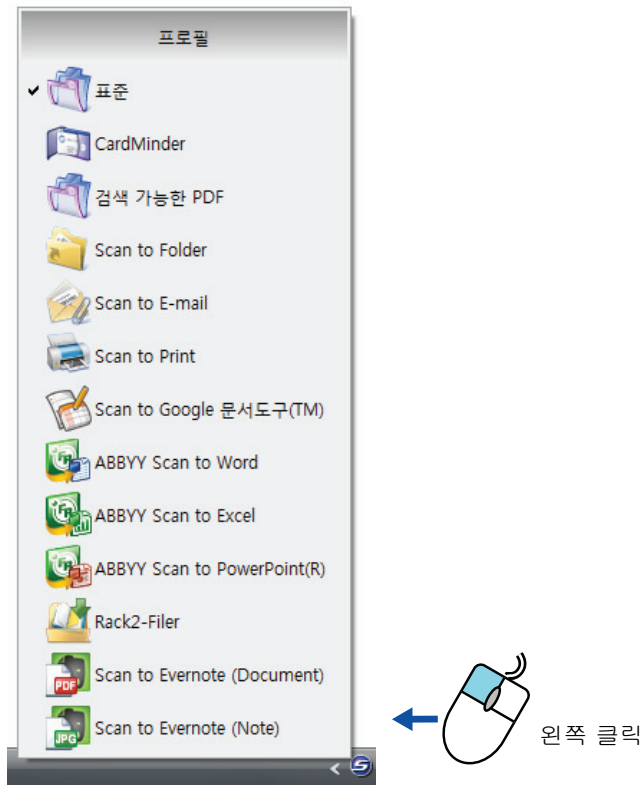 프로필
표준
CardMinder
검색 가능한 PDF
Scan to Folder
Scan to E-mail
Scan to Print
Scan to Google 문서도구(TM)
ABBYY Scan to Word
ABBYY Scan to Excel
ABBYY Scan to PowerPoint(R)
Rack2-Filer
PDF
Scan to Evernote (Document)
JPG
Scan to Evernote (Note)
왼쪽 클릭